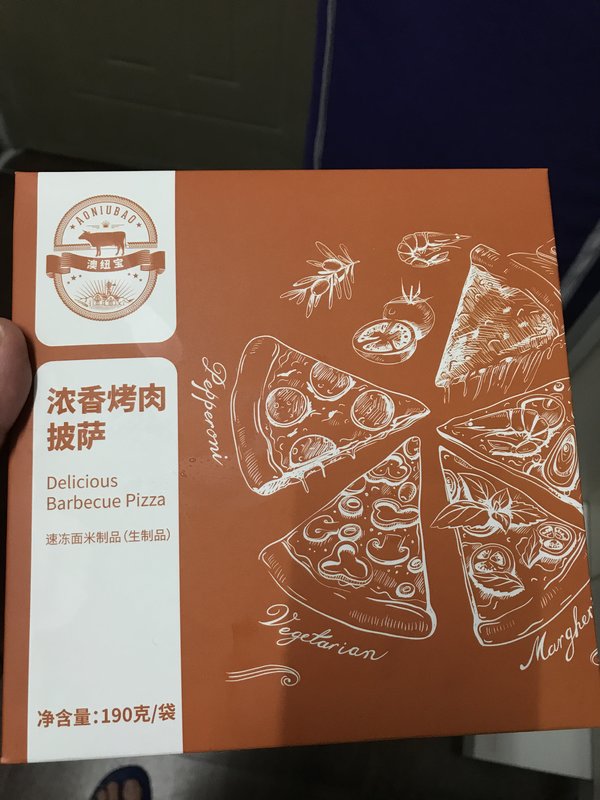 AONIUBAO
澳纽宝
浓香烤肉
披萨
Delicious
Barbecue Pizza
速冻面米制品(生制品)
净含量:190克/袋
Pepperoni
Vegetarian
Margher